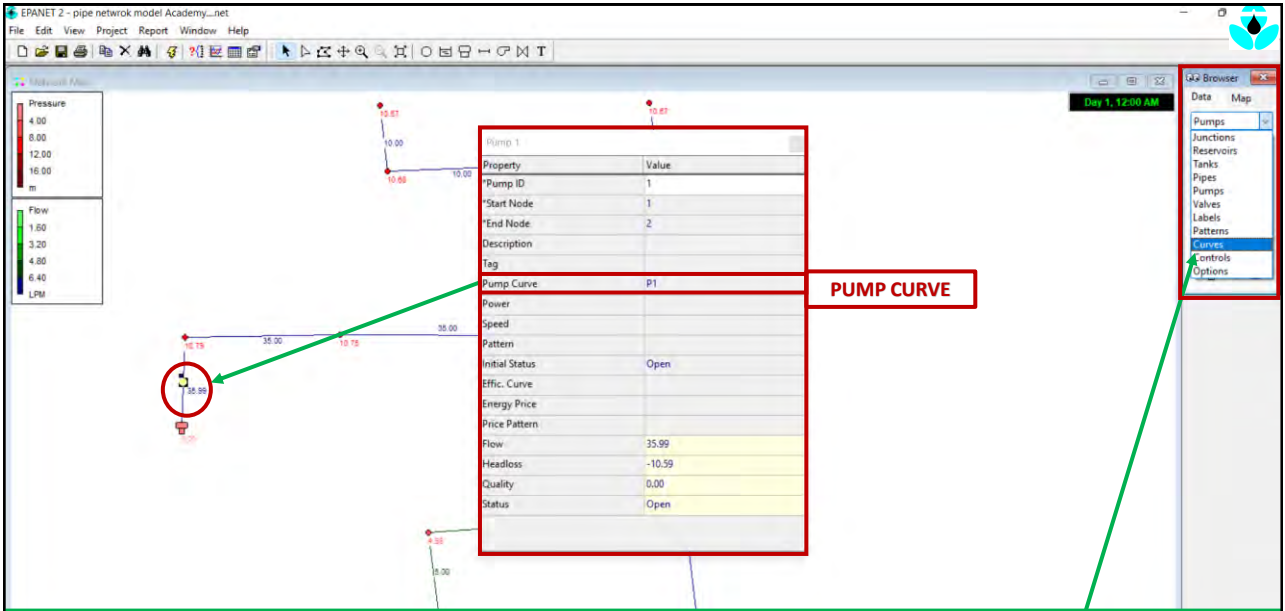 EPANET 2 - pipe netwrok model Academy....net
File Edit View Project Report Window Help
T
Network Map
Day 1, 12:00 AM
Browser
Data Map
Pumps
Junctions
Reservoirs
Tanks
Pipes
Pumps
Valves
Labels
Patterns
Curves
Controls
Options
Pressure
4.00
8.00
12.00
16.00
m
Flow
1.60
3.20
4.80
6.40
LPM
10.67
10.00
10.68
10.00
10.67
35.00
10.79
35.00
10.75
35.99
0.00
4.58
5.00
Pump 1
Property Value
*Pump ID 1
*Start Node 1
*End Node 2
Description
Tag
Pump Curve P1
Power
Speed
Pattern
Initial Status Open
Effic. Curve
Energy Price
Price Pattern
Flow 35.99
Headloss -10.59
Quality 0.00
Status Open
PUMP CURVE